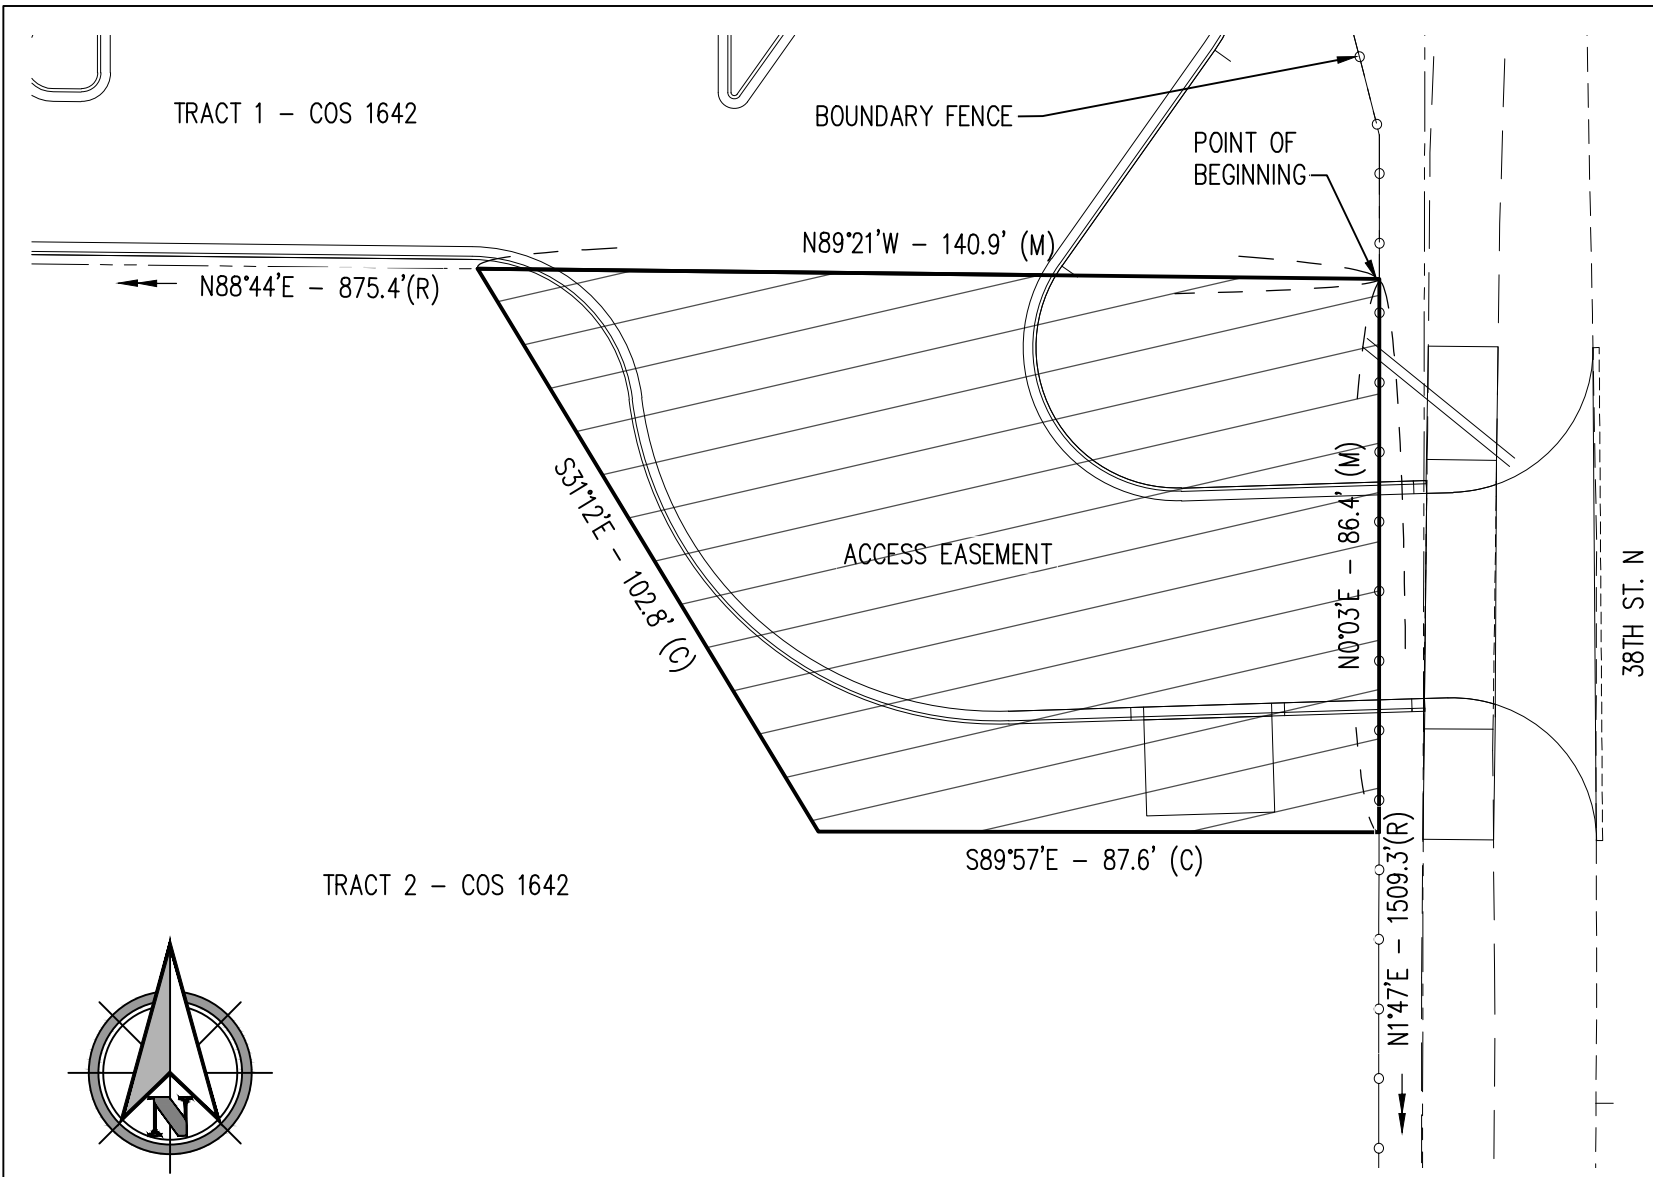 TRACT 1 – COS 1642
BOUNDARY FENCE
POINT OF
BEGINNING
N89°21'W – 140.9' (M)
N88°44'E – 875.4'(R)
S31°12'E – 102.8' (C)
ACCESS EASEMENT
N0°03'E – 86.4' (M)
38TH ST. N
S89°57'E – 87.6' (C)
N1°47'E – 1509.3'(R)
TRACT 2 – COS 1642
N